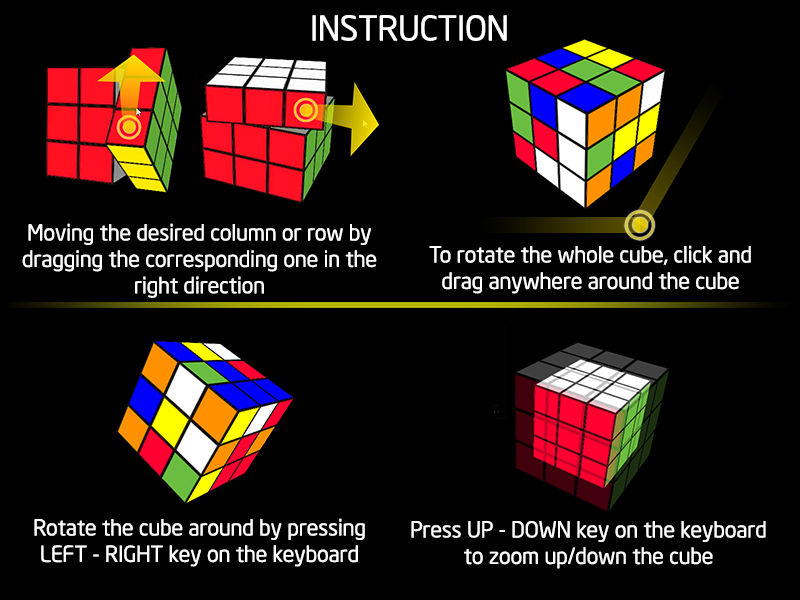 INSTRUCTION
Moving the desired column or row by
dragging the corresponding one in the
right direction
To rotate the whole cube, click and
drag anywhere around the cube
Rotate the cube around by pressing
LEFT - RIGHT key on the keyboard
Press UP - DOWN key on the keyboard
to zoom up/down the cube